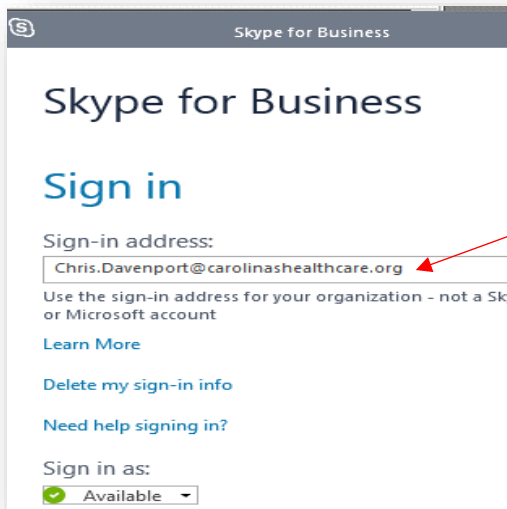 Skype for Business
Skype for Business
Sign in
Sign-in address:
Chris.Davenport@carolinashealthcare.org
Use the sign-in address for your organization - not a Sk
or Microsoft account
Learn More
Delete my sign-in info
Need help signing in?
Sign in as:
Available